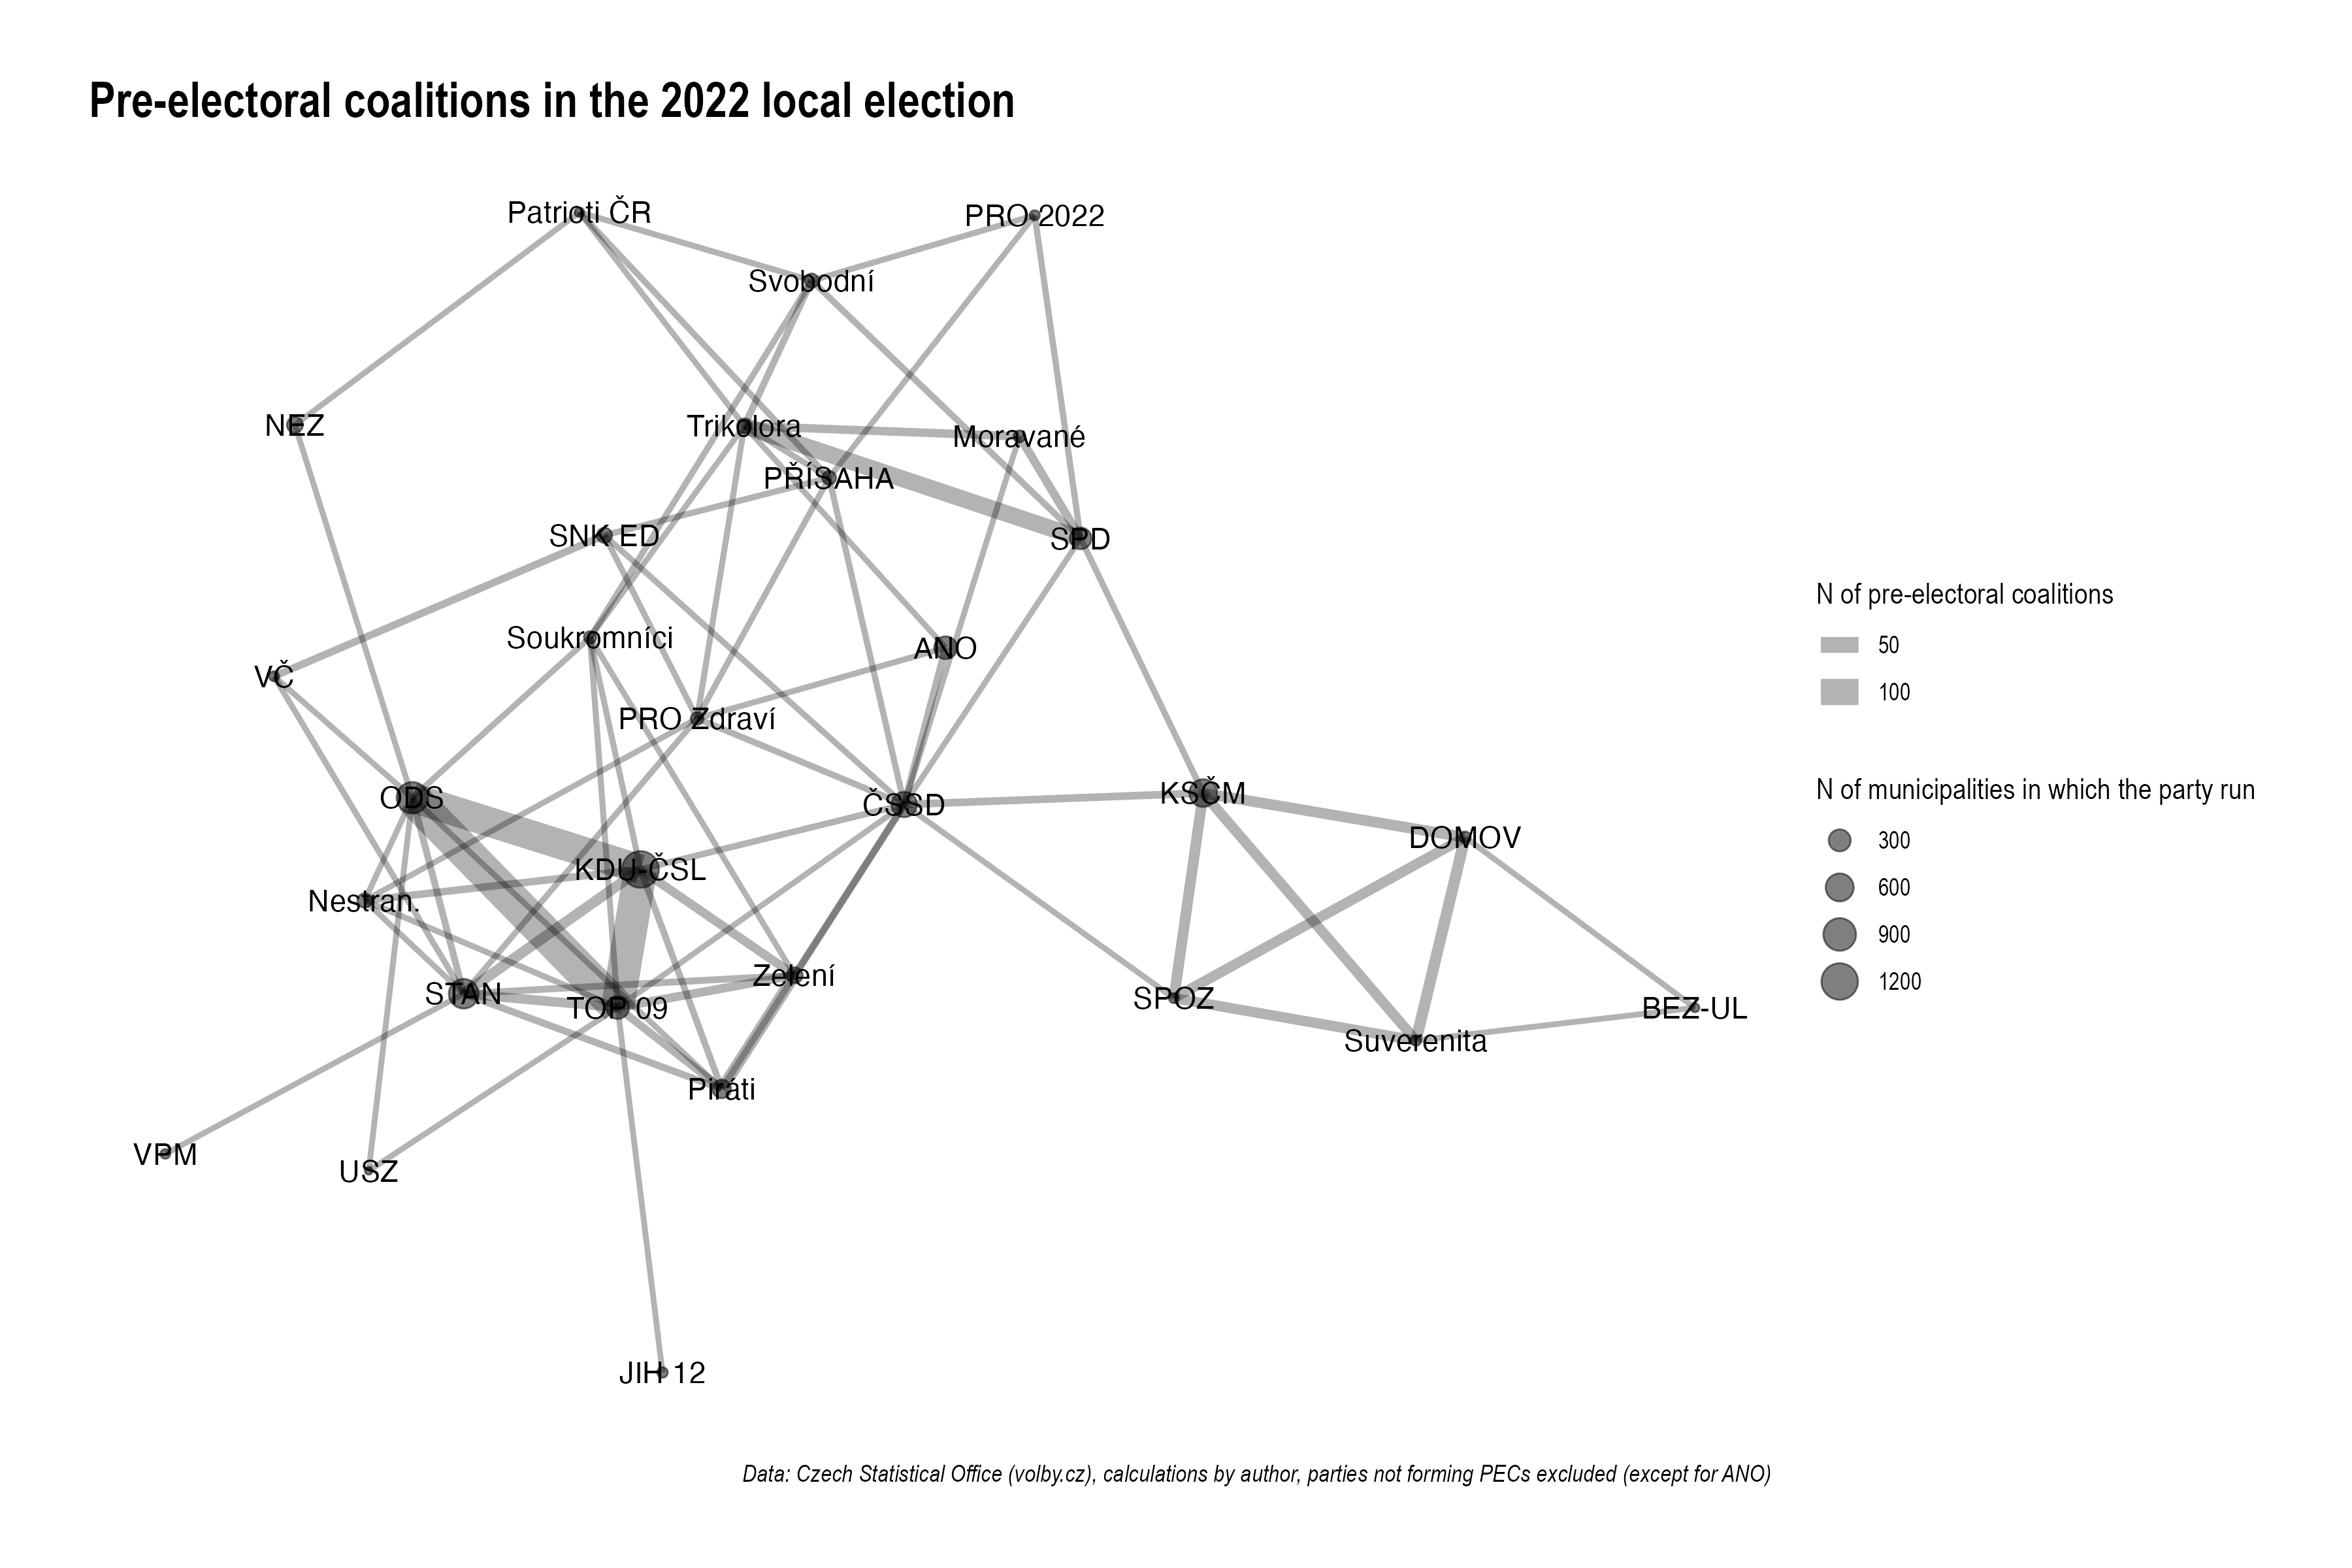 Pre-electoral coalitions in the 2022 local election
Patrioti ČR
PRO 2022
Svobodní
NEZ
Trikolora
Moravané
PŘÍSAHA
SNK ED
SPD
Soukromníci
ANO
VČ
PRO Zdraví
ODS
ČSSD
KSČM
DOMOV
KDU-ČSL
Nestran.
Zelení
STAN
TOP 09
SPOZ
BEZ-UL
Suverenita
Piráti
VPM
USZ
JIH 12
N of pre-electoral coalitions
50
100
N of municipalities in which the party run
300
600
900
1200
Data: Czech Statistical Office (volby.cz), calculations by author, parties not forming PECs excluded (except for ANO)